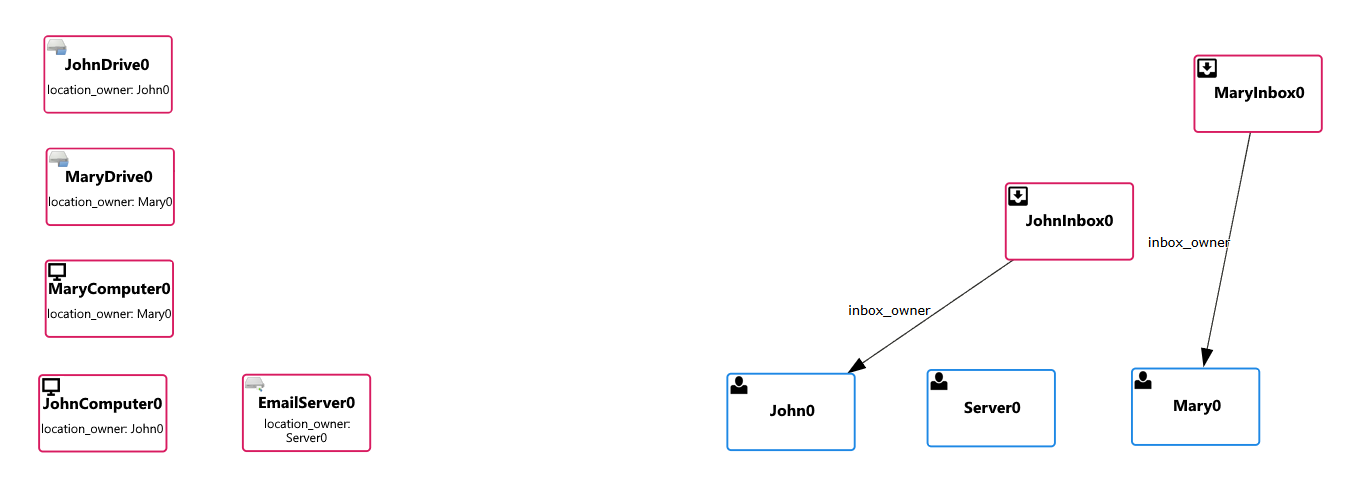 JohnDrive0
location_owner: John0
MaryDrive0
location_owner: Mary0
MaryComputer0
location_owner: Mary0
JohnComputer0
location_owner: John0
EmailServer0
location_owner:
Server0
MaryInbox0
JohnInbox0
inbox_owner
inbox_owner
John0
Server0
Mary0